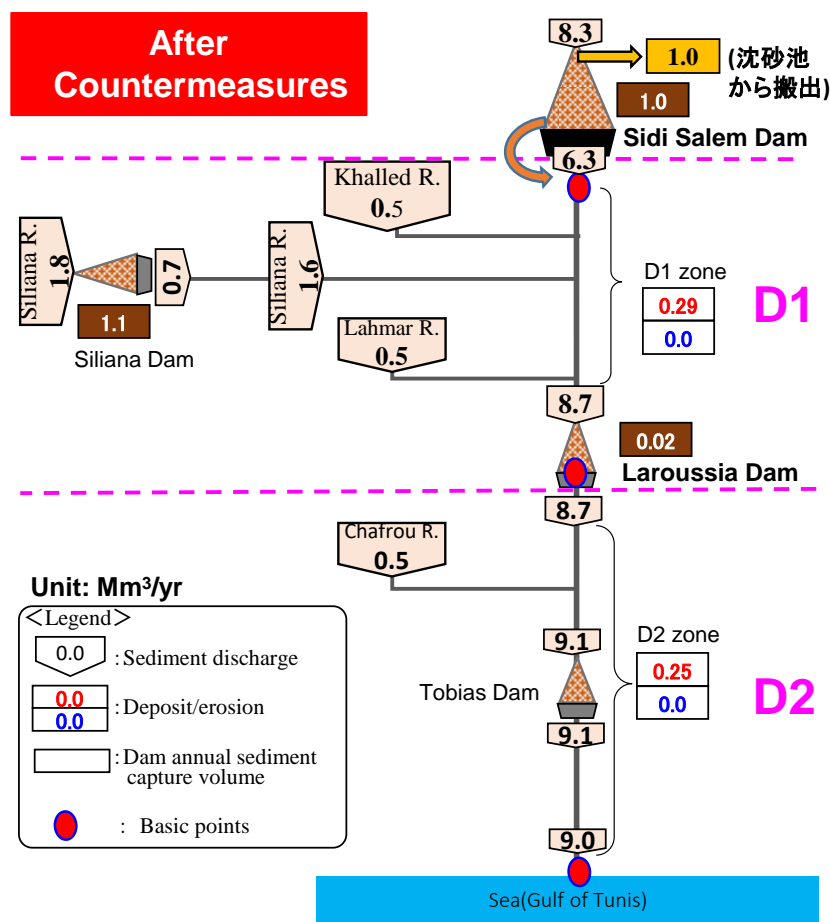 After
Countermeasures
8.3
1.0
(沈砂池
から搬出)
1.0
Sidi Salem Dam
6.3
Khalled R.
0.5
Siliana R.
1.8
0.7
Siliana R.
1.6
1.1
Siliana Dam
Lahmar R.
0.5
D1 zone
0.29
0.0
D1
8.7
0.02
Laroussia Dam
8.7
Chafrou R.
0.5
Unit: Mm³/yr
<Legend>
0.0 :Sediment discharge
0.0
0.0
:Deposit/erosion
:Dam annual sediment
capture volume
: Basic points
9.1
Tobias Dam
9.1
D2 zone
0.25
0.0
D2
9.0
Sea(Gulf of Tunis)